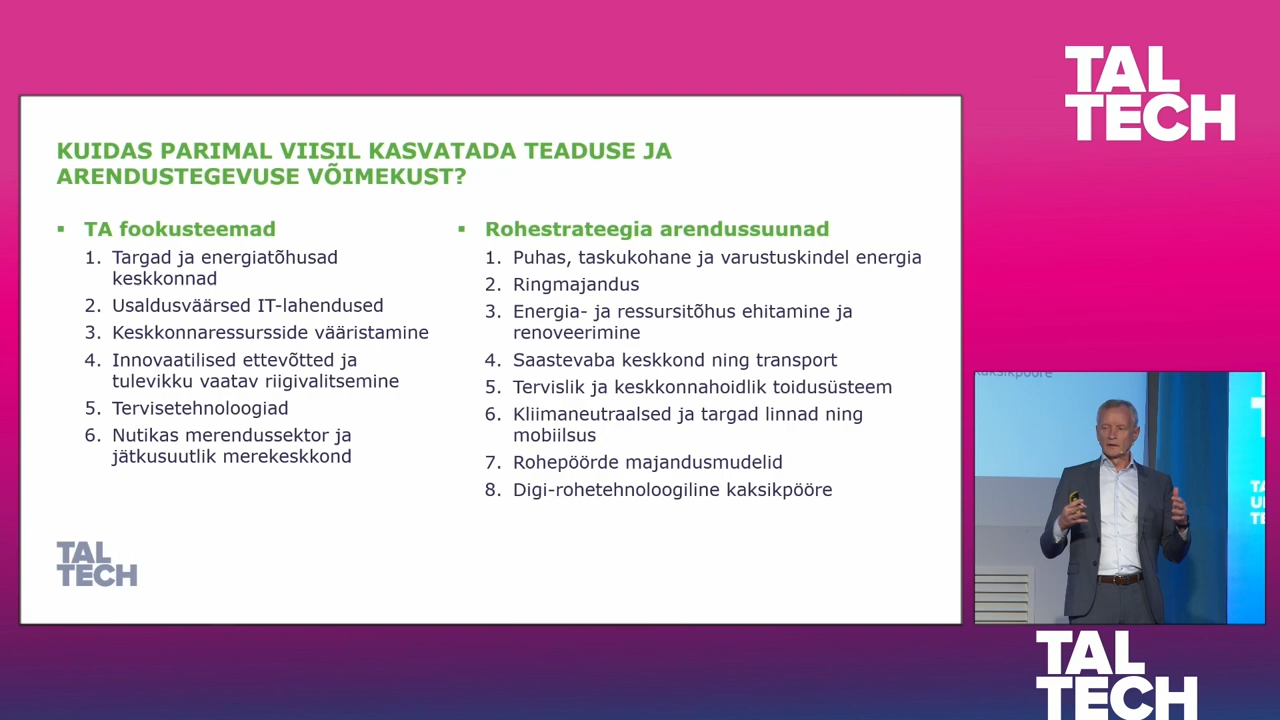 TAL
TECH
KUIDAS PARIMAL VIISIL KASVATADA TEADUSE JA
ARENDUSTEGEVUSE VÕIMEKUST?
▪ TA fookusteemad
1. Targad ja energiatõhusad
keskkonnad
2. Usaldusväärsed IT-lahendused
3. Keskkonnaressursside vääristamine
4. Innovaatilised ettevõtted ja
tulevikku vaatav riigivalitsemine
5. Tervisetehnoloogiad
6. Nutikas merendussektor ja
jätkusuutlik merekeskkond
▪ Rohestrateegia arendussuunad
1. Puhas, taskukohane ja varustuskindel energia
2. Ringmajandus
3. Energia- ja ressursitõhus ehitamine ja
renoveerimine
4. Saastevaba keskkond ning transport
5. Tervislik ja keskkonnahoidlik toidusüsteem
6. Kliimaneutraalsed ja targad linnad ning
mobiilsus
7. Rohepöörde majandusmudelid
8. Digi-rohetehnoloogiline kaksikpööre
TAL
TECH
kaksikpööre
TA
U
TE
TAL
TECH